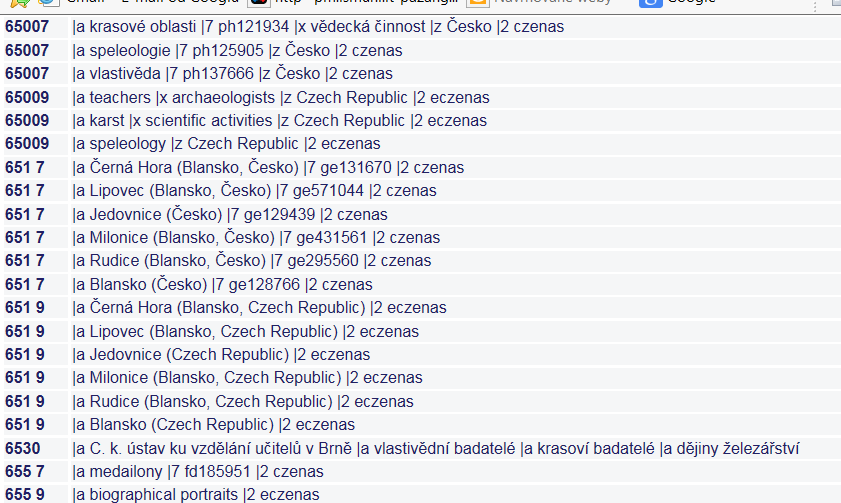 65007 |a krasové oblasti |7 ph121934 |x vědecká činnost |z Česko |2 czenas
65007 |a speleologie |7 ph125905 |z Česko |2 czenas
65007 |a vlastivěda |7 ph137666 |z Česko |2 czenas
65009 |a teachers |x archaeologists |z Czech Republic |2 eczenas
65009 |a karst |x scientific activities |z Czech Republic |2 eczenas
65009 |a speleology |z Czech Republic |2 eczenas
651 7 |a Černá Hora (Blansko, Česko) |7 ge131670 |2 czenas
651 7 |a Lipovec (Blansko, Česko) |7 ge571044 |2 czenas
651 7 |a Jedovnice (Česko) |7 ge129439 |2 czenas
651 7 |a Milonice (Blansko, Česko) |7 ge431561 |2 czenas
651 7 |a Rudice (Blansko, Česko) |7 ge295560 |2 czenas
651 7 |a Blansko (Česko) |7 ge128766 |2 czenas
651 9 |a Černá Hora (Blansko, Czech Republic) |2 eczenas
651 9 |a Lipovec (Blansko, Czech Republic) |2 eczenas
651 9 |a Jedovnice (Czech Republic) |2 eczenas
651 9 |a Milonice (Blansko, Czech Republic) |2 eczenas
651 9 |a Rudice (Blansko, Czech Republic) |2 eczenas
651 9 |a Blansko (Czech Republic) |2 eczenas
6530 |a C. k. ústav ku vzdělání učitelů v Brně |a vlastivědní badatelé |a krasoví badatelé |a dějiny železářství
655 7 |a medailony |7 fd185951 |2 czenas
655 9 |a biographical portraits |2 eczenas